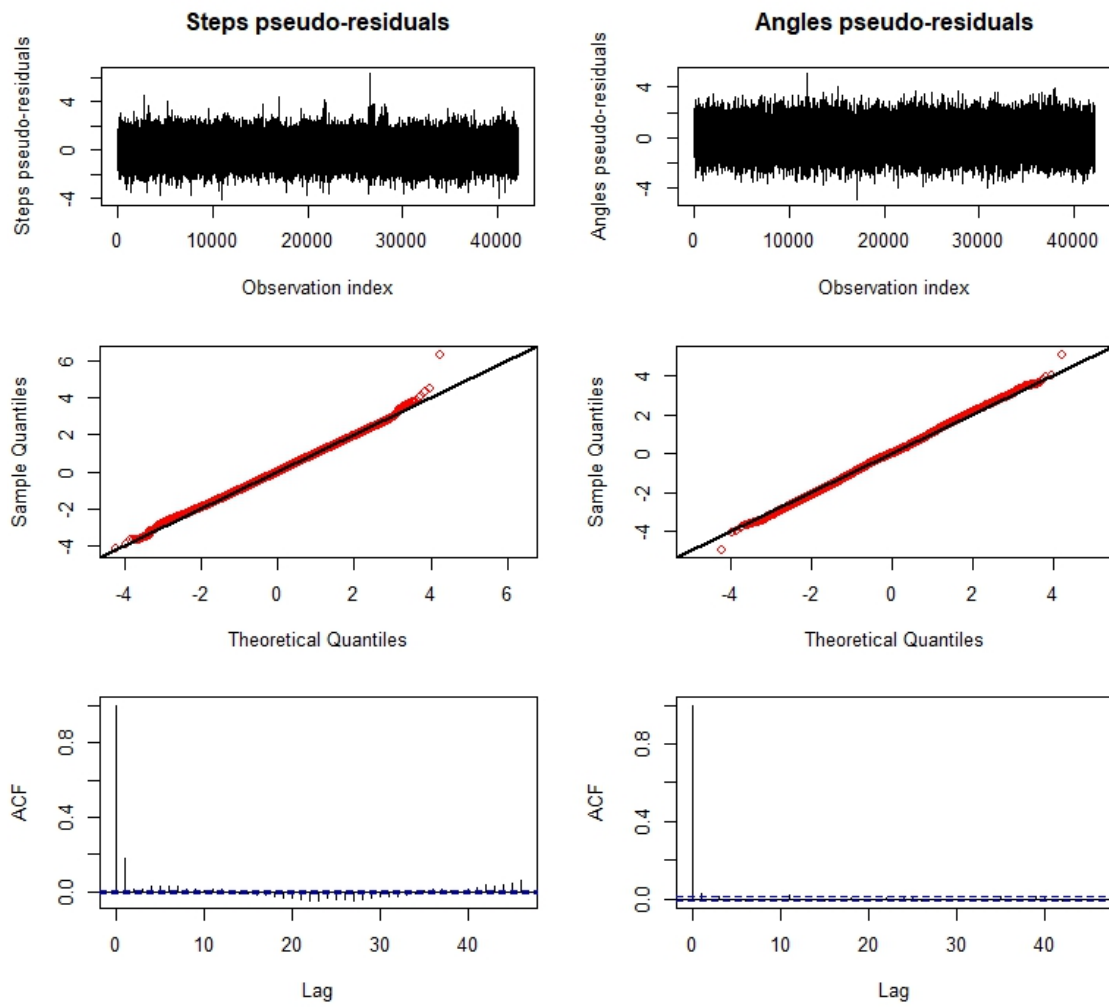 Steps pseudo-residuals
Steps pseudo-residuals
4
0
-4
0 10000 20000 30000 40000
Observation index
Angles pseudo-residuals
Angles pseudo-residuals
4
0
-4
0 10000 20000 30000 40000
Observation index
Sample Quantiles
6
4
2
0
-2
-4
-4 -2 0 2 4 6
Theoretical Quantiles
Sample Quantiles
4
2
0
-2
-4
-4 -2 0 2 4
Theoretical Quantiles
ACF
0.8
0.4
0.0
0 10 20 30 40
Lag
ACF
0.8
0.4
0.0
0 10 20 30 40
Lag